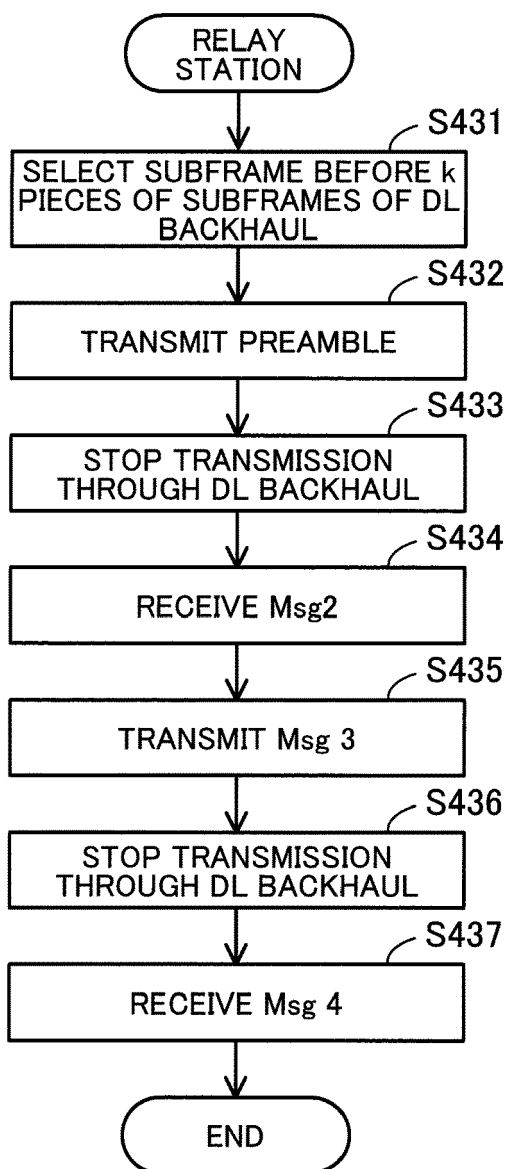 RELAY
STATION
S431
SELECT SUBFRAME BEFORE k
PIECES OF SUBFRAMES OF DL
BACKHAUL
S432
TRANSMIT PREAMBLE
S433
STOP TRANSMISSION
THROUGH DL BACKHAUL
S434
RECEIVE Msg2
S435
TRANSMIT Msg 3
S436
STOP TRANSMISSION
THROUGH DL BACKHAUL
S437
RECEIVE Msg 4
END